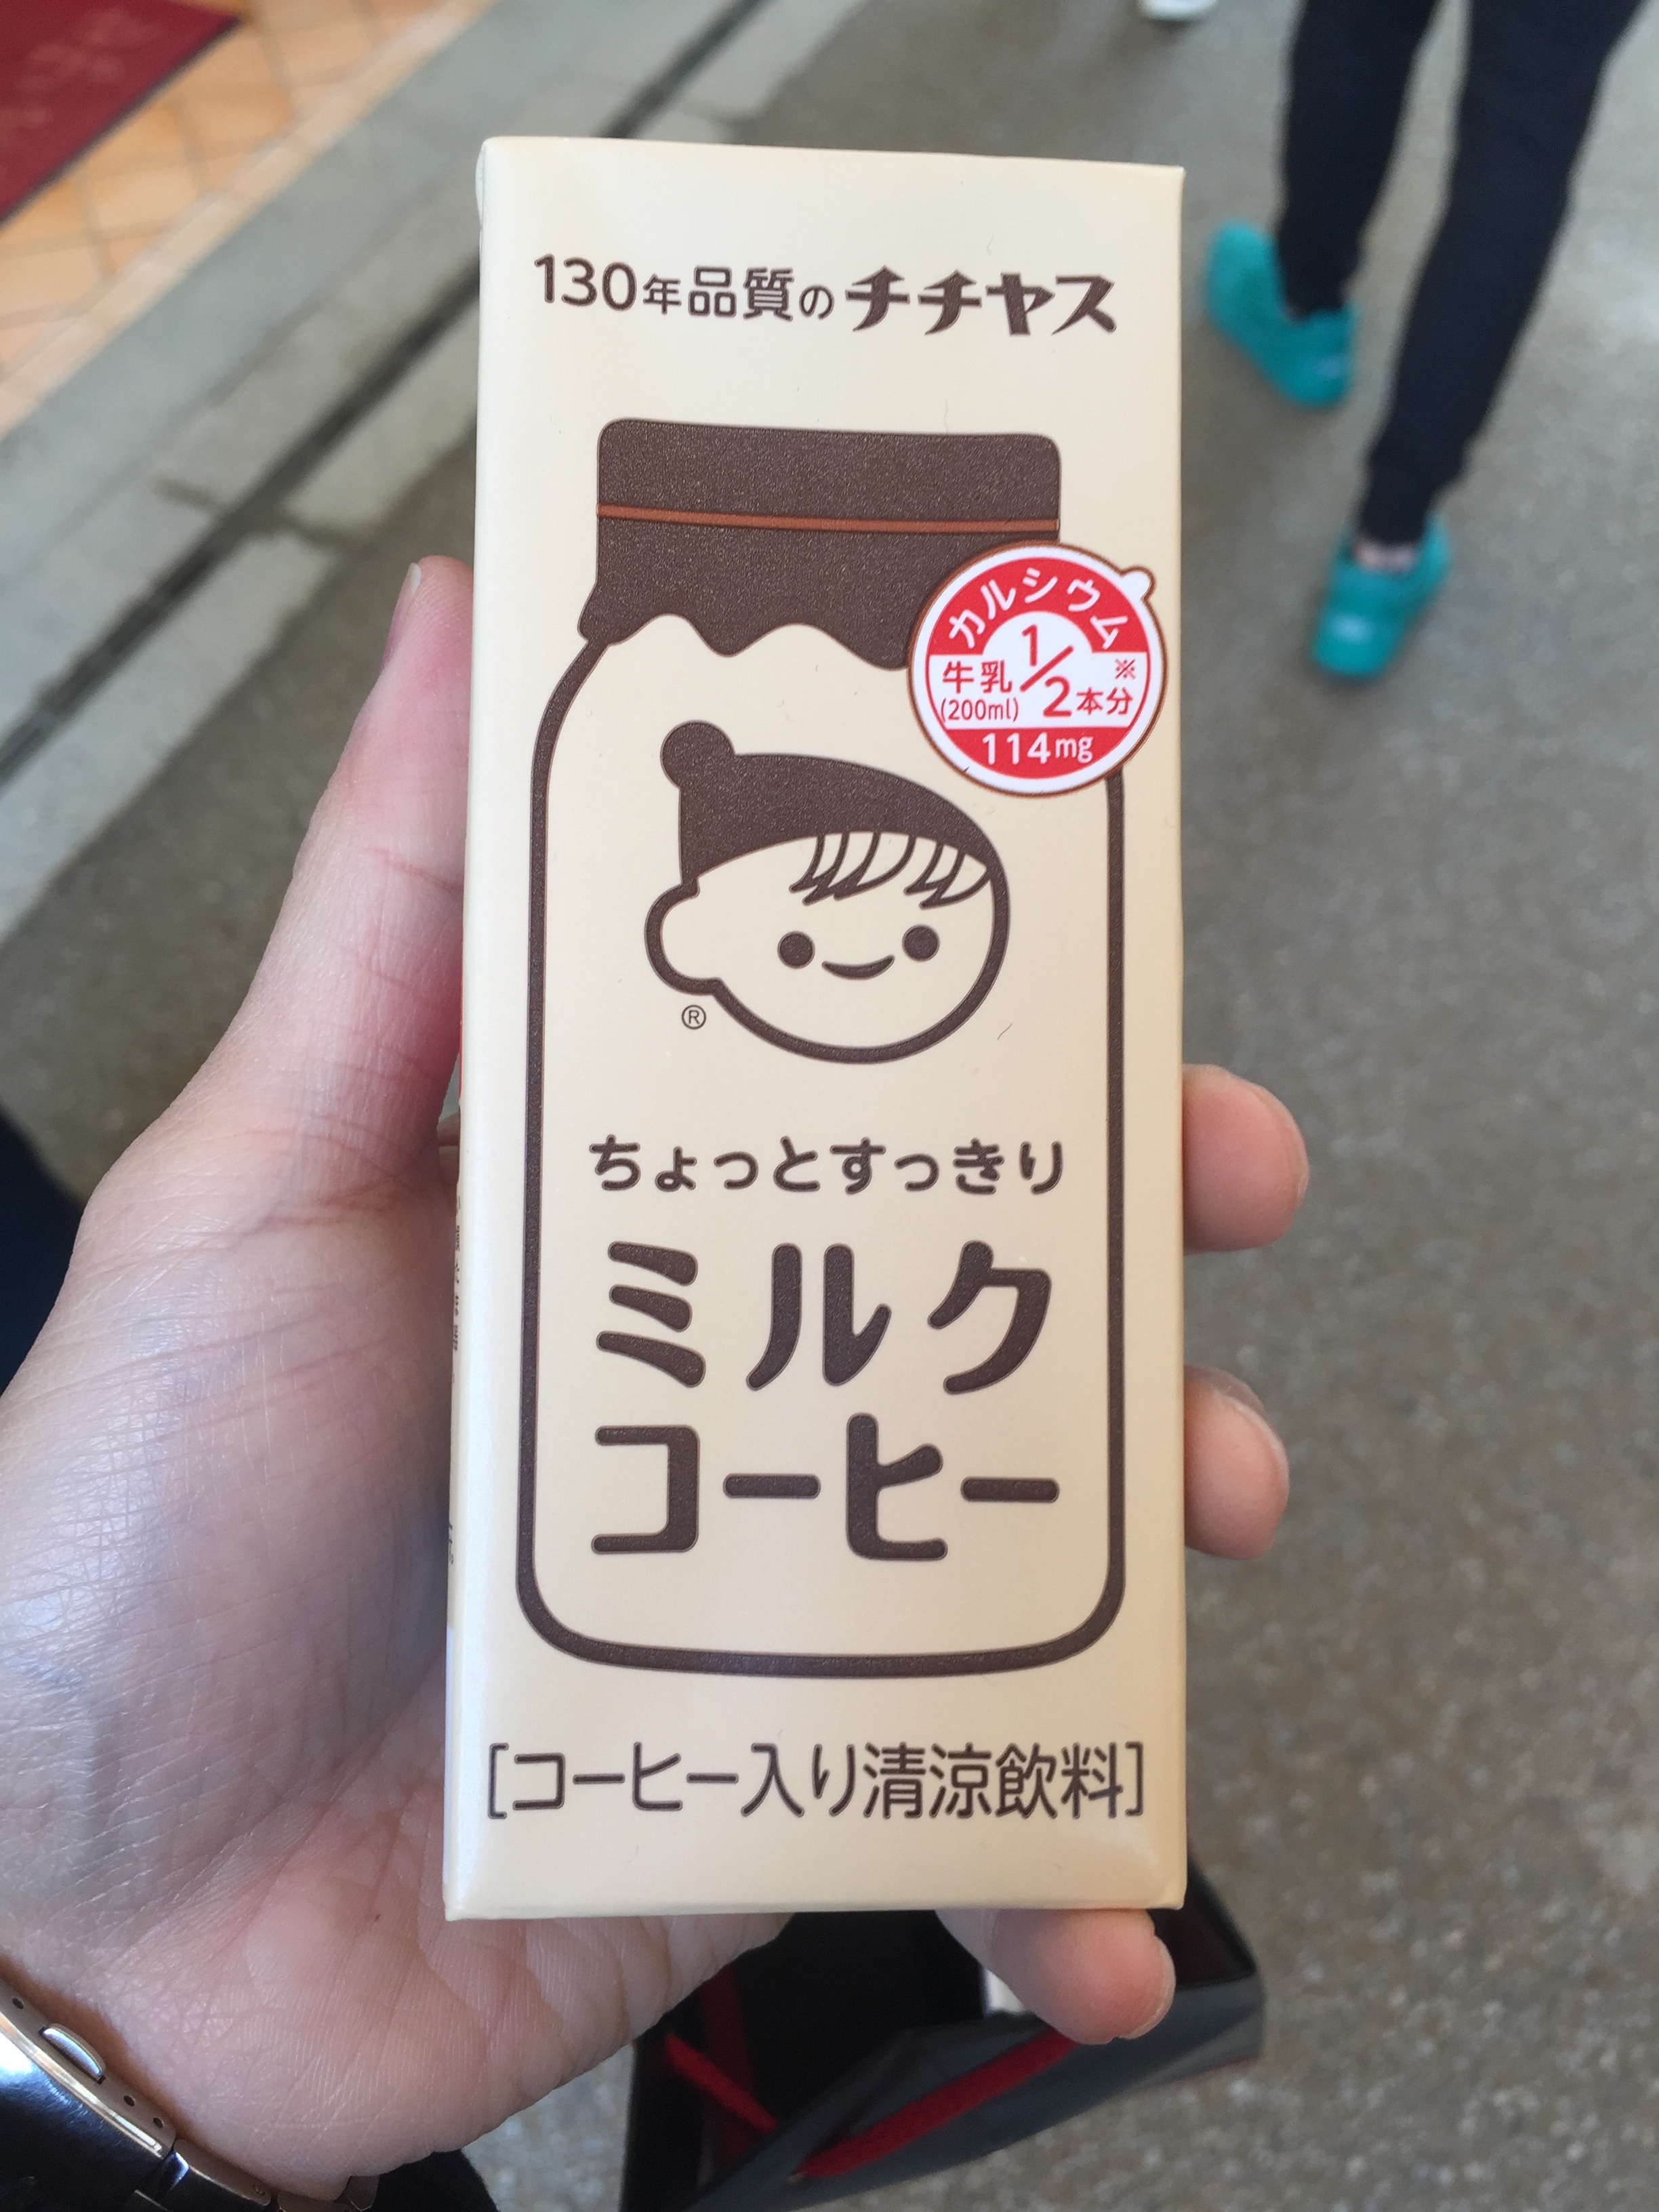 130年品質のチチヤス
カルシウム
牛乳 1/2本分※
(200ml)
114mg
®
ちょっとすっきり
ミルク
コーヒー
[コーヒー入り清涼飲料]